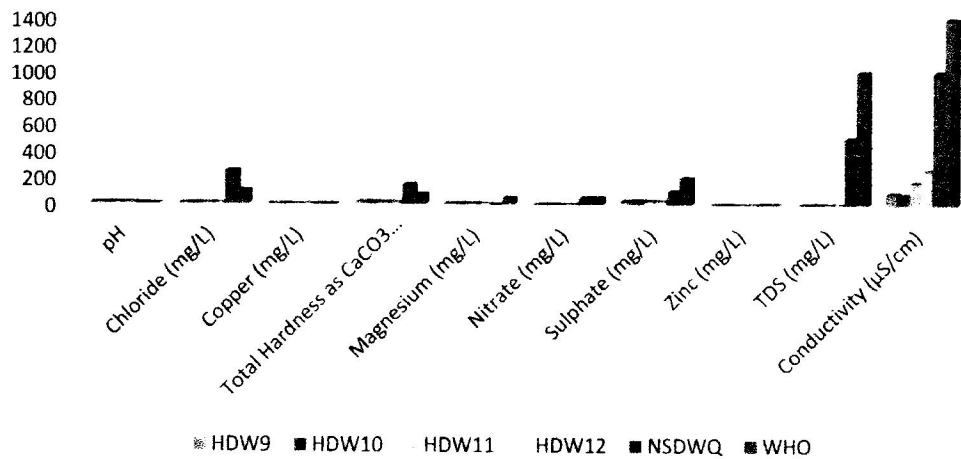 1400
1200
1000
800
600
400
200
0
pH
Chloride (mg/L)
Copper (mg/L)
Total Hardness as CaCO3...
Magnesium (mg/L)
Nitrate (mg/L)
Sulphate (mg/L)
Zinc (mg/L)
TDS (mg/L)
Conductivity (µS/cm)
HDW9 HDW10 HDW11 HDW12 NSDWQ WHO